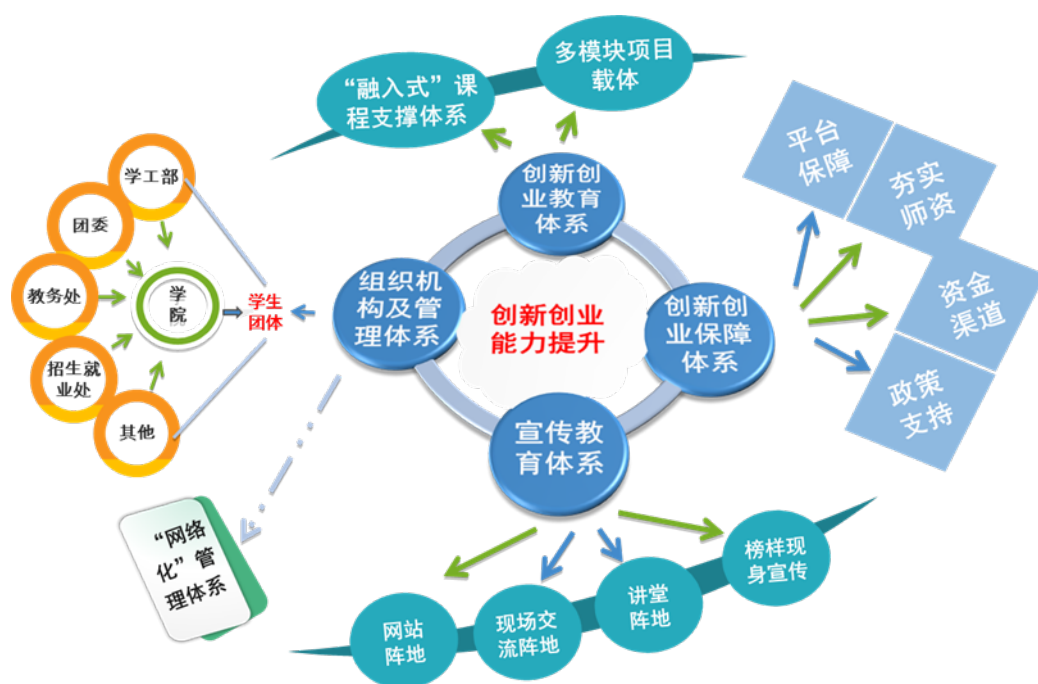 “融入式”课
程支撑体系
多模块项目
载体
平台
保障
夯实
师资
资金
渠道
政策
支持
学工部
团委
教务处
招生就
业处
其他
学
院
学生
团体
创新创
业教育
体系
组织机
构及管
理体系
创新创业
能力提升
创新创
业保障
体系
宣传教
育体系
“网络
化”管
理体系
网站
阵地
现场交
流阵地
讲堂
阵地
榜样现
身宣传